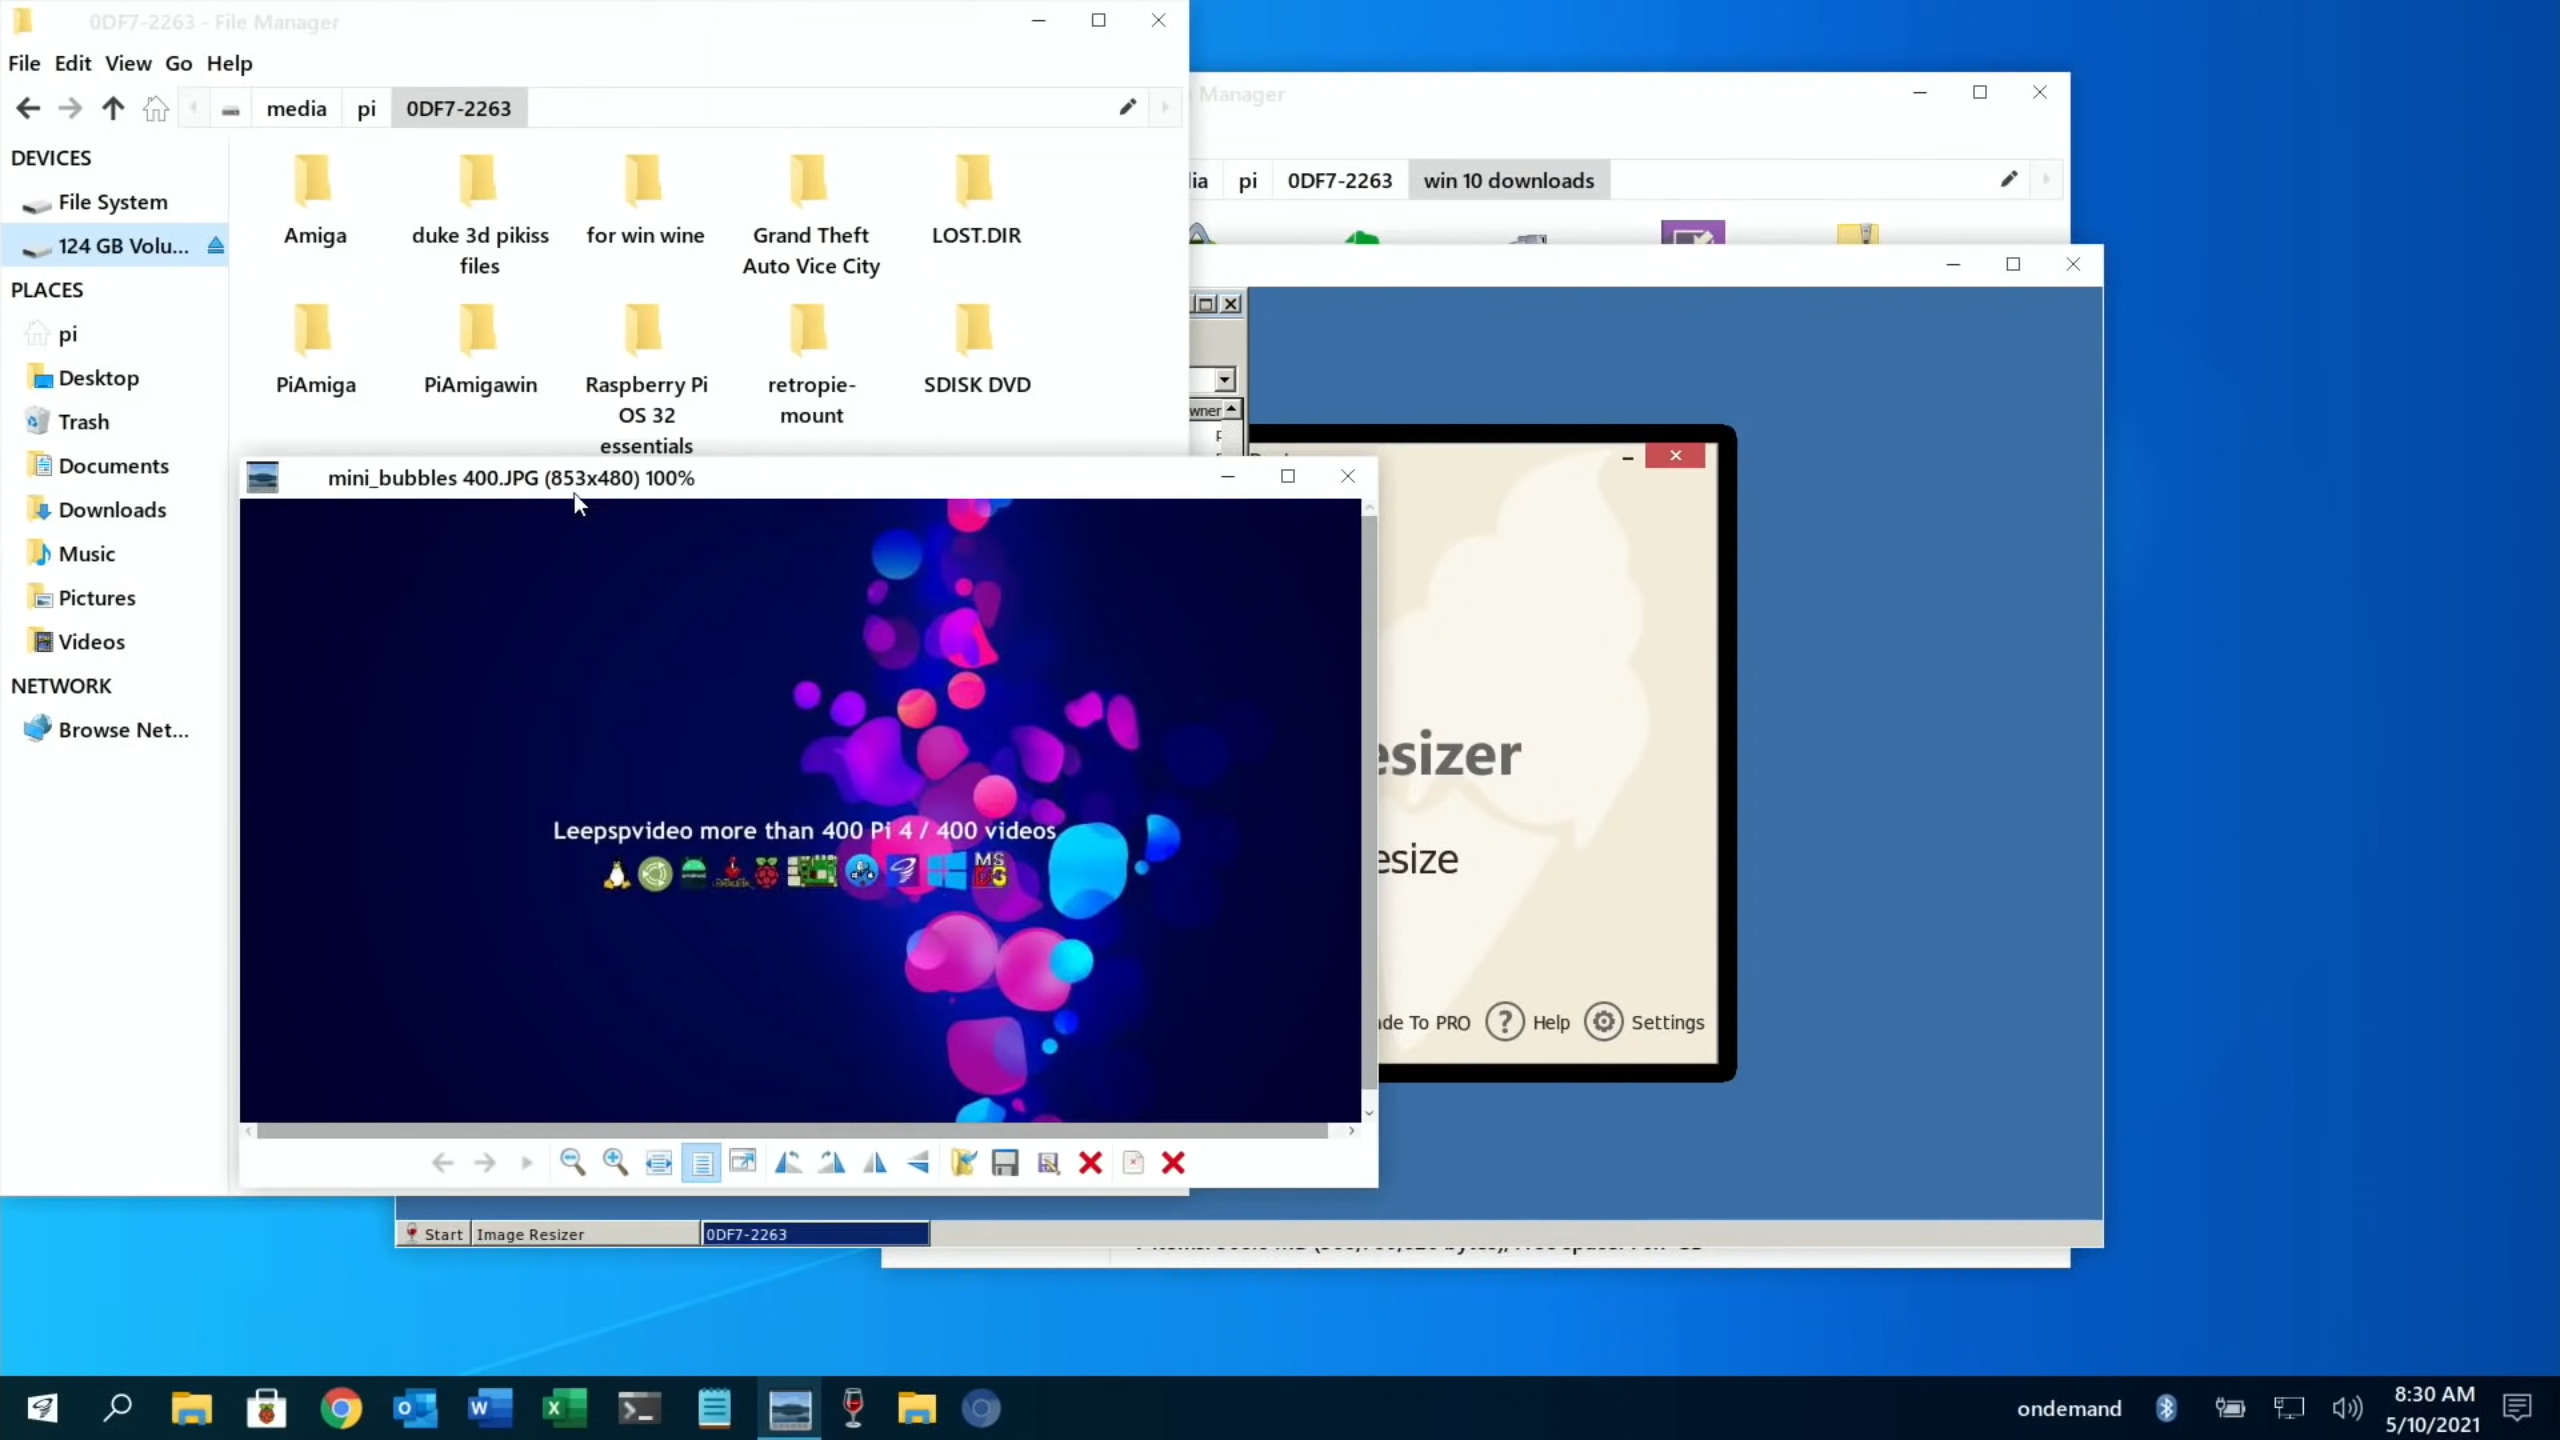 0DF7-2263 - File Manager
File Edit View Go Help
media pi 0DF7-2263
DEVICES
File System
124 GB Volu...
PLACES
pi
Desktop
Trash
Documents
Downloads
Music
Pictures
Videos
NETWORK
Browse Net...
Amiga
duke 3d pikiss
files
for win wine
Grand Theft
Auto Vice City
LOST.DIR
PiAmiga
PiAmigawin
Raspberry Pi
OS 32
essentials
retropie-
mount
SDISK DVD
Manager
ia pi 0DF7-2263 win 10 downloads
wner
mini_bubbles 400.JPG (853x480) 100%
Leepspvideo more than 400 Pi 4 / 400 videos
MS
esizer
esize
de To PRO ? Help Settings
Start Image Resizer 0DF7-2263
ondemand
8:30 AM
5/10/2021